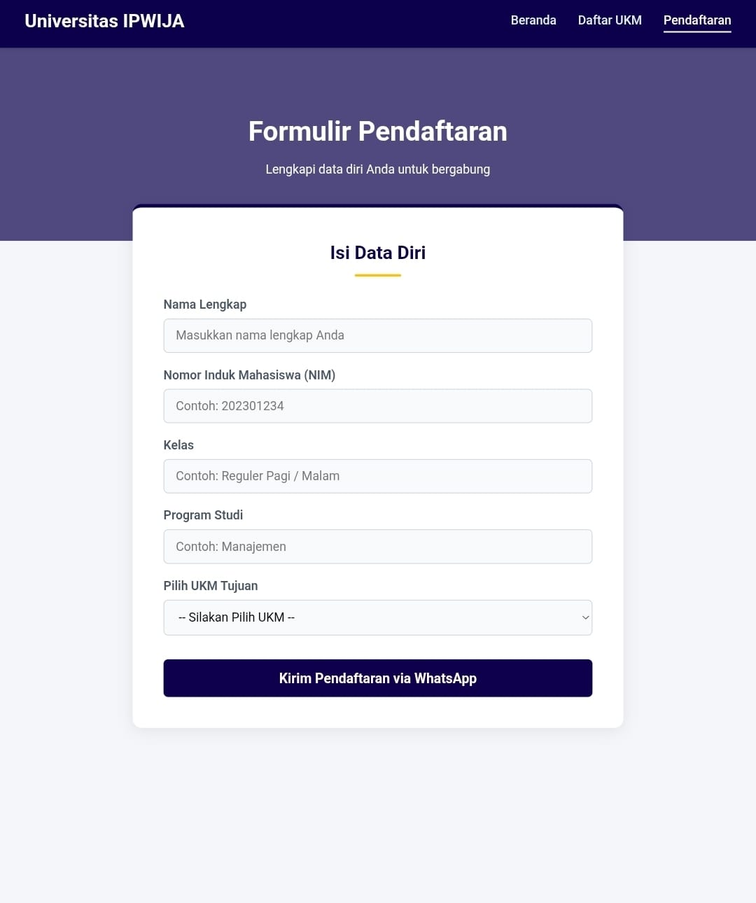 Universitas IPWIJA
Beranda Daftar UKM Pendaftaran
Formulir Pendaftaran
Lengkapi data diri Anda untuk bergabung
Isi Data Diri
Nama Lengkap
Masukkan nama lengkap Anda
Nomor Induk Mahasiswa (NIM)
Contoh: 202301234
Kelas
Contoh: Reguler Pagi / Malam
Program Studi
Contoh: Manajemen
Pilih UKM Tujuan
-- Silakan Pilih UKM --
Kirim Pendaftaran via WhatsApp